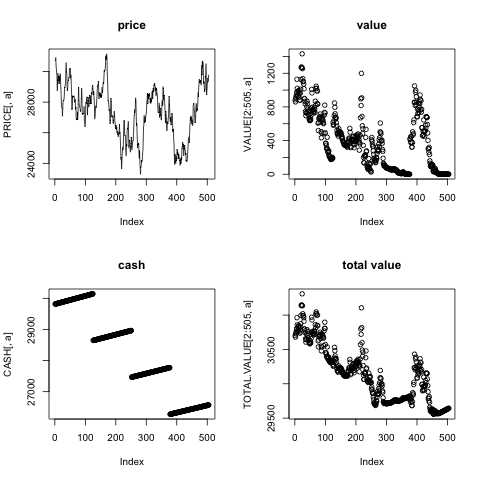 price
value
PRICE[, a]
24000
28000
0 100 200 300 400 500
Index
VALUE[2:505, a]
0
400
800
1200
0 100 200 300 400 500
Index
cash
total value
CASH[, a]
27000
29000
0 100 200 300 400 500
Index
TOTAL.VALUE[2:505, a]
29500
30500
0 100 200 300 400 500
Index